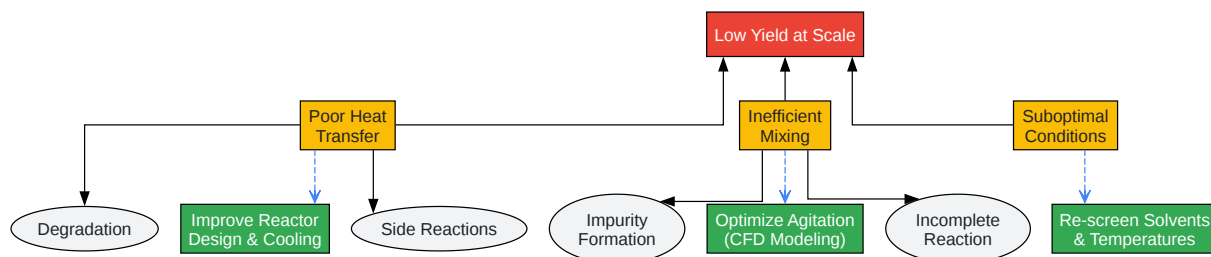 Low Yield at Scale
Poor Heat
Transfer
Inefficient
Mixing
Suboptimal
Conditions
Degradation
Improve Reactor
Design & Cooling
Side Reactions
Impurity
Formation
Optimize Agitation
(CFD Modeling)
Incomplete
Reaction
Re-screen Solvents
& Temperatures